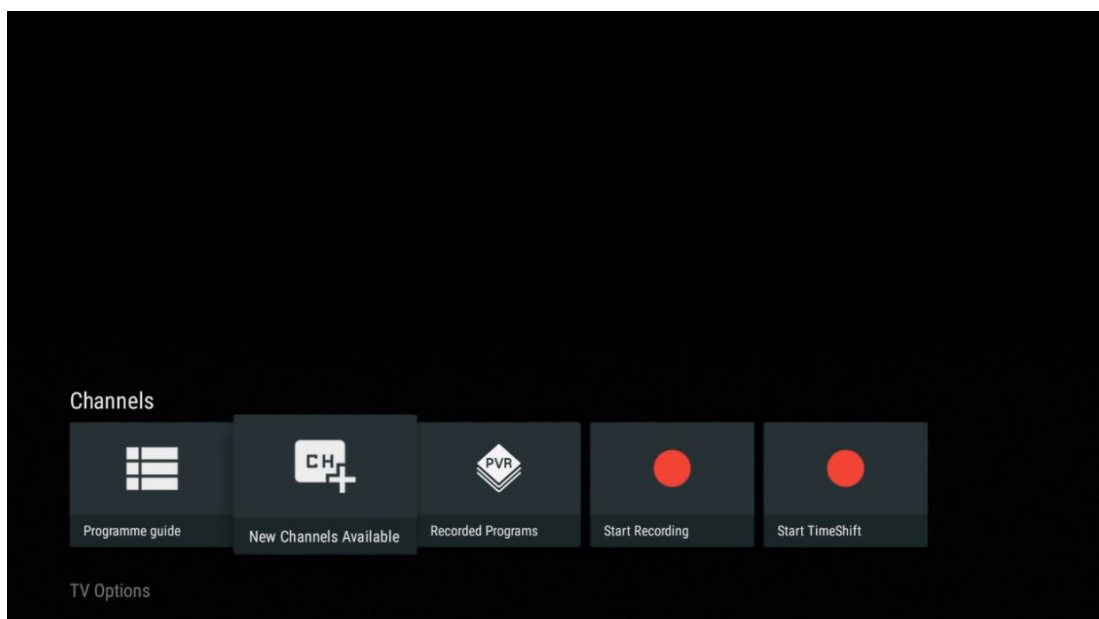 Channels
CH
PVR
Programme guide
New Channels Available
Recorded Programs
Start Recording
Start TimeShift
TV Options